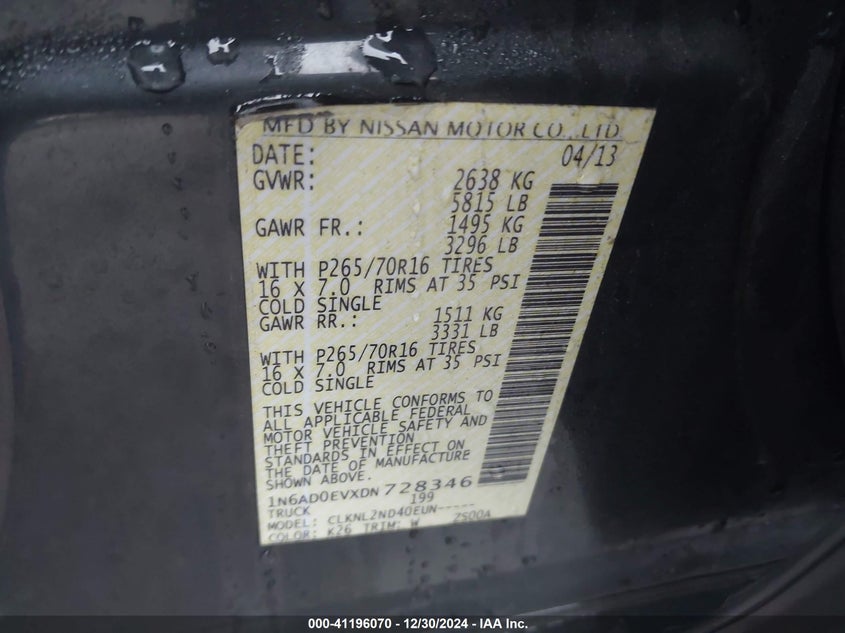 MFD BY NISSAN MOTOR CO., LTD
DATE: 04/13
GVWR: 2638 KG
5815 LB
GAWR FR.: 1495 KG
3296 LB
WITH P265/70R16 TIRES
16 X 7.0 RIMS AT 35 PSI
COLD SINGLE
GAWR RR.: 1511 KG
3331 LB
WITH P265/70R16 TIRES
16 X 7.0 RIMS AT 35 PSI
COLD SINGLE
THIS VEHICLE CONFORMS TO
ALL APPLICABLE FEDERAL
MOTOR VEHICLE SAFETY AND
THEFT PREVENTION
STANDARDS IN EFFECT ON
THE DATE OF MANUFACTURE
SHOWN ABOVE.
1N6AD0EVXDN728346
TRUCK 199
MODEL: CLKNL2ND40EUN-----
COLOR: K26 TRIM: W 2S00A
000-41196070 - 12/30/2024 - IAA Inc.